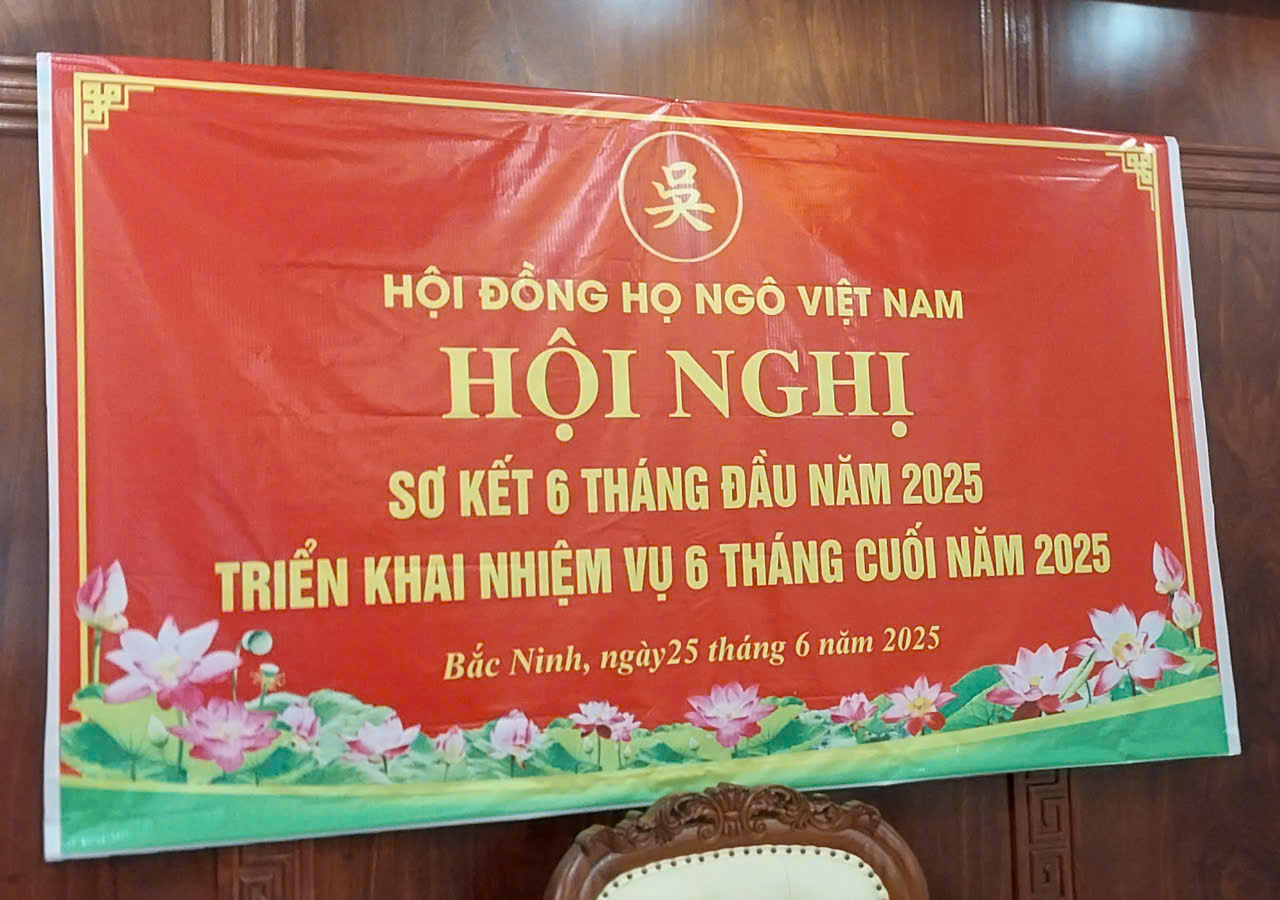 吳
HỘI ĐỒNG HỌ NGÔ VIỆT NAM
HỘI NGHỊ
SƠ KẾT 6 THÁNG ĐẦU NĂM 2025
TRIỂN KHAI NHIỆM VỤ 6 THÁNG CUỐI NĂM 2025
Bắc Ninh, ngày25 tháng 6 năm 2025